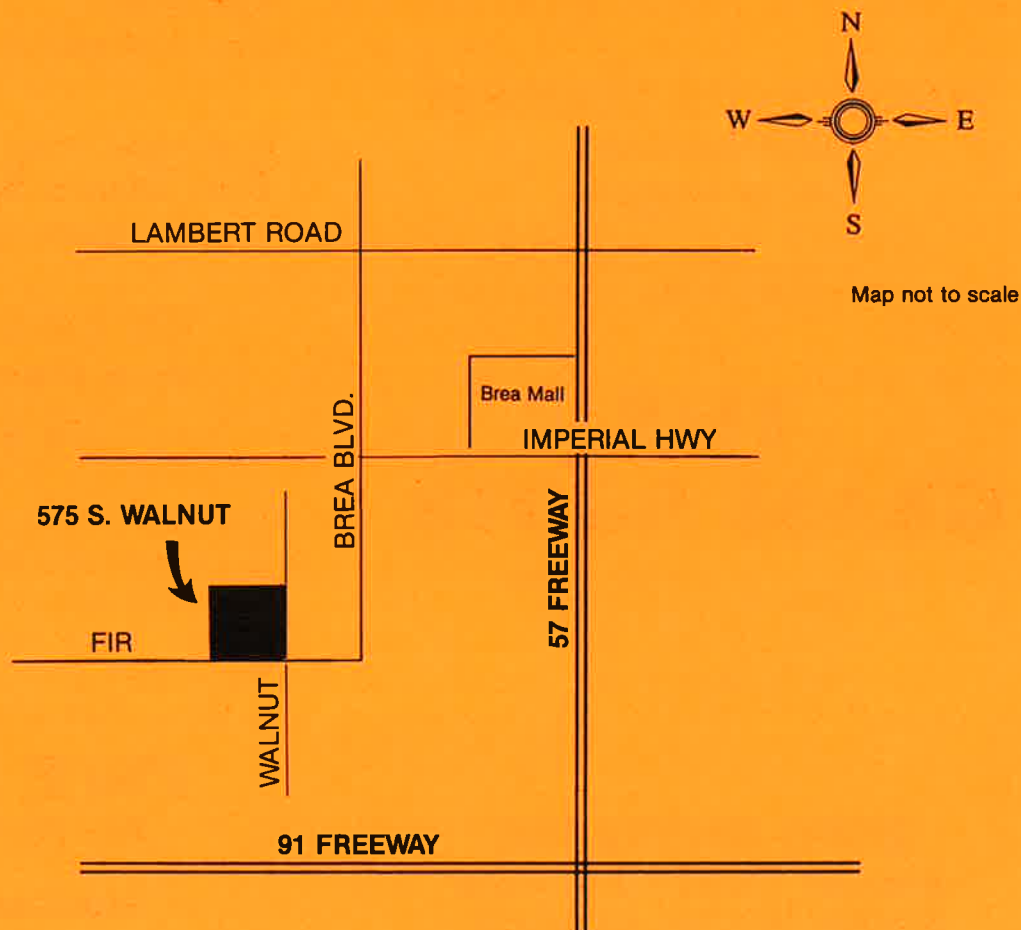 N
W
E
S
LAMBERT ROAD
Map not to scale
Brea Mall
BREA BLVD.
IMPERIAL HWY
575 S. WALNUT
57 FREEWAY
FIR
WALNUT
91 FREEWAY